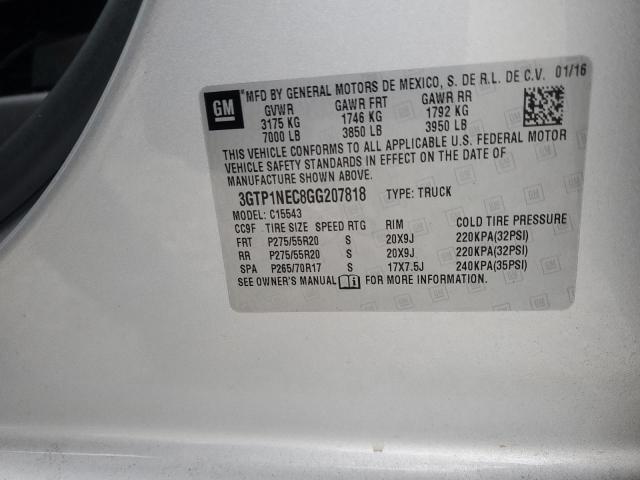 MFD BY GENERAL MOTORS DE MEXICO, S. DE R.L. DE C.V. 01/16
GM
GVWR GAWR FRT GAWR RR
3175 KG 1746 KG 1792 KG
7000 LB 3850 LB 3950 LB
THIS VEHICLE CONFORMS TO ALL APPLICABLE U.S. FEDERAL MOTOR
VEHICLE SAFETY STANDARDS IN EFFECT ON THE DATE OF
MANUFACTURE SHOWN ABOVE.
3GTP1NEC8GG207818 TYPE: TRUCK
MODEL: C15543
CC9F TIRE SIZE SPEED RTG RIM COLD TIRE PRESSURE
FRT P275/55R20 S 20X9J 220KPA(32PSI)
RR P275/55R20 S 20X9J 220KPA(32PSI)
SPA P265/70R17 S 17X7.5J 240KPA(35PSI)
SEE OWNER'S MANUAL FOR MORE INFORMATION.